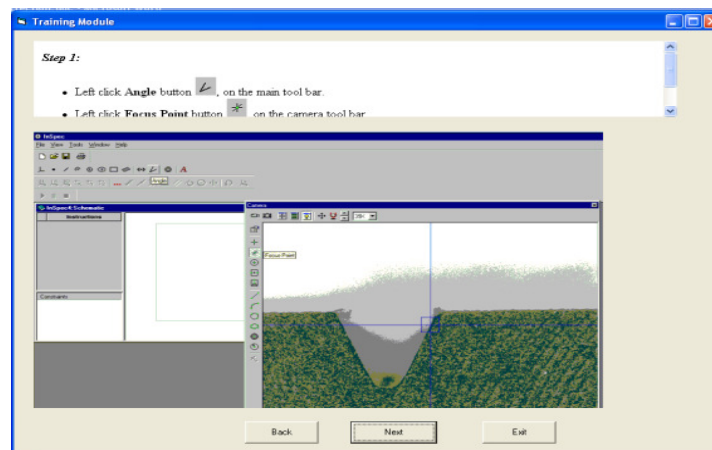 Training Module
Step 1:
• Left click Angle button , on the main tool bar.
• Left click Focus Point button on the camera tool bar
InSpec
File View Tools Window Help
A
Angle
InSpec4:Schematic
Instructions
Constraints
Camera
Focus Point
Back Next Exit